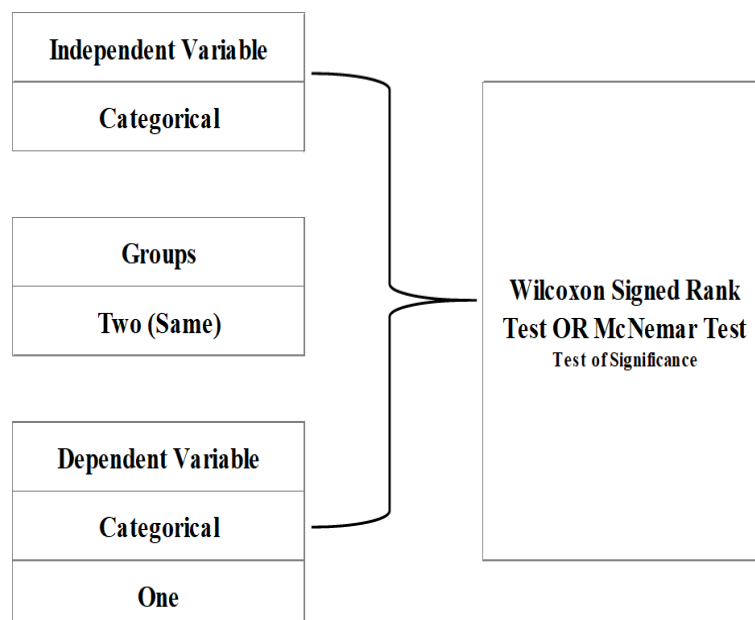 Independent Variable
Categorical
Groups
Two (Same)
Dependent Variable
Categorical
One
Wilcoxon Signed Rank
Test OR McNemar Test
Test of Significance